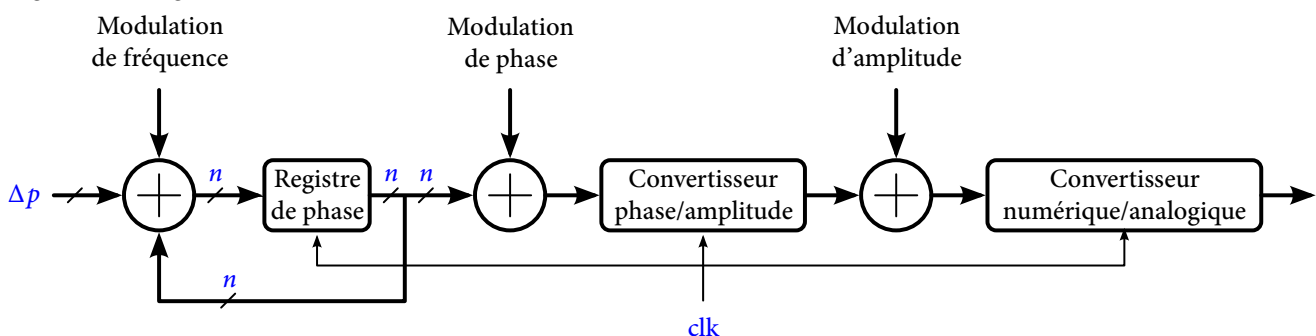 Modulation
de fréquence
Modulation
de phase
Modulation
d’amplitude
Δp
n
Registre
de phase
n
n
Convertisseur
phase/amplitude
Convertisseur
numérique/analogique
n
clk